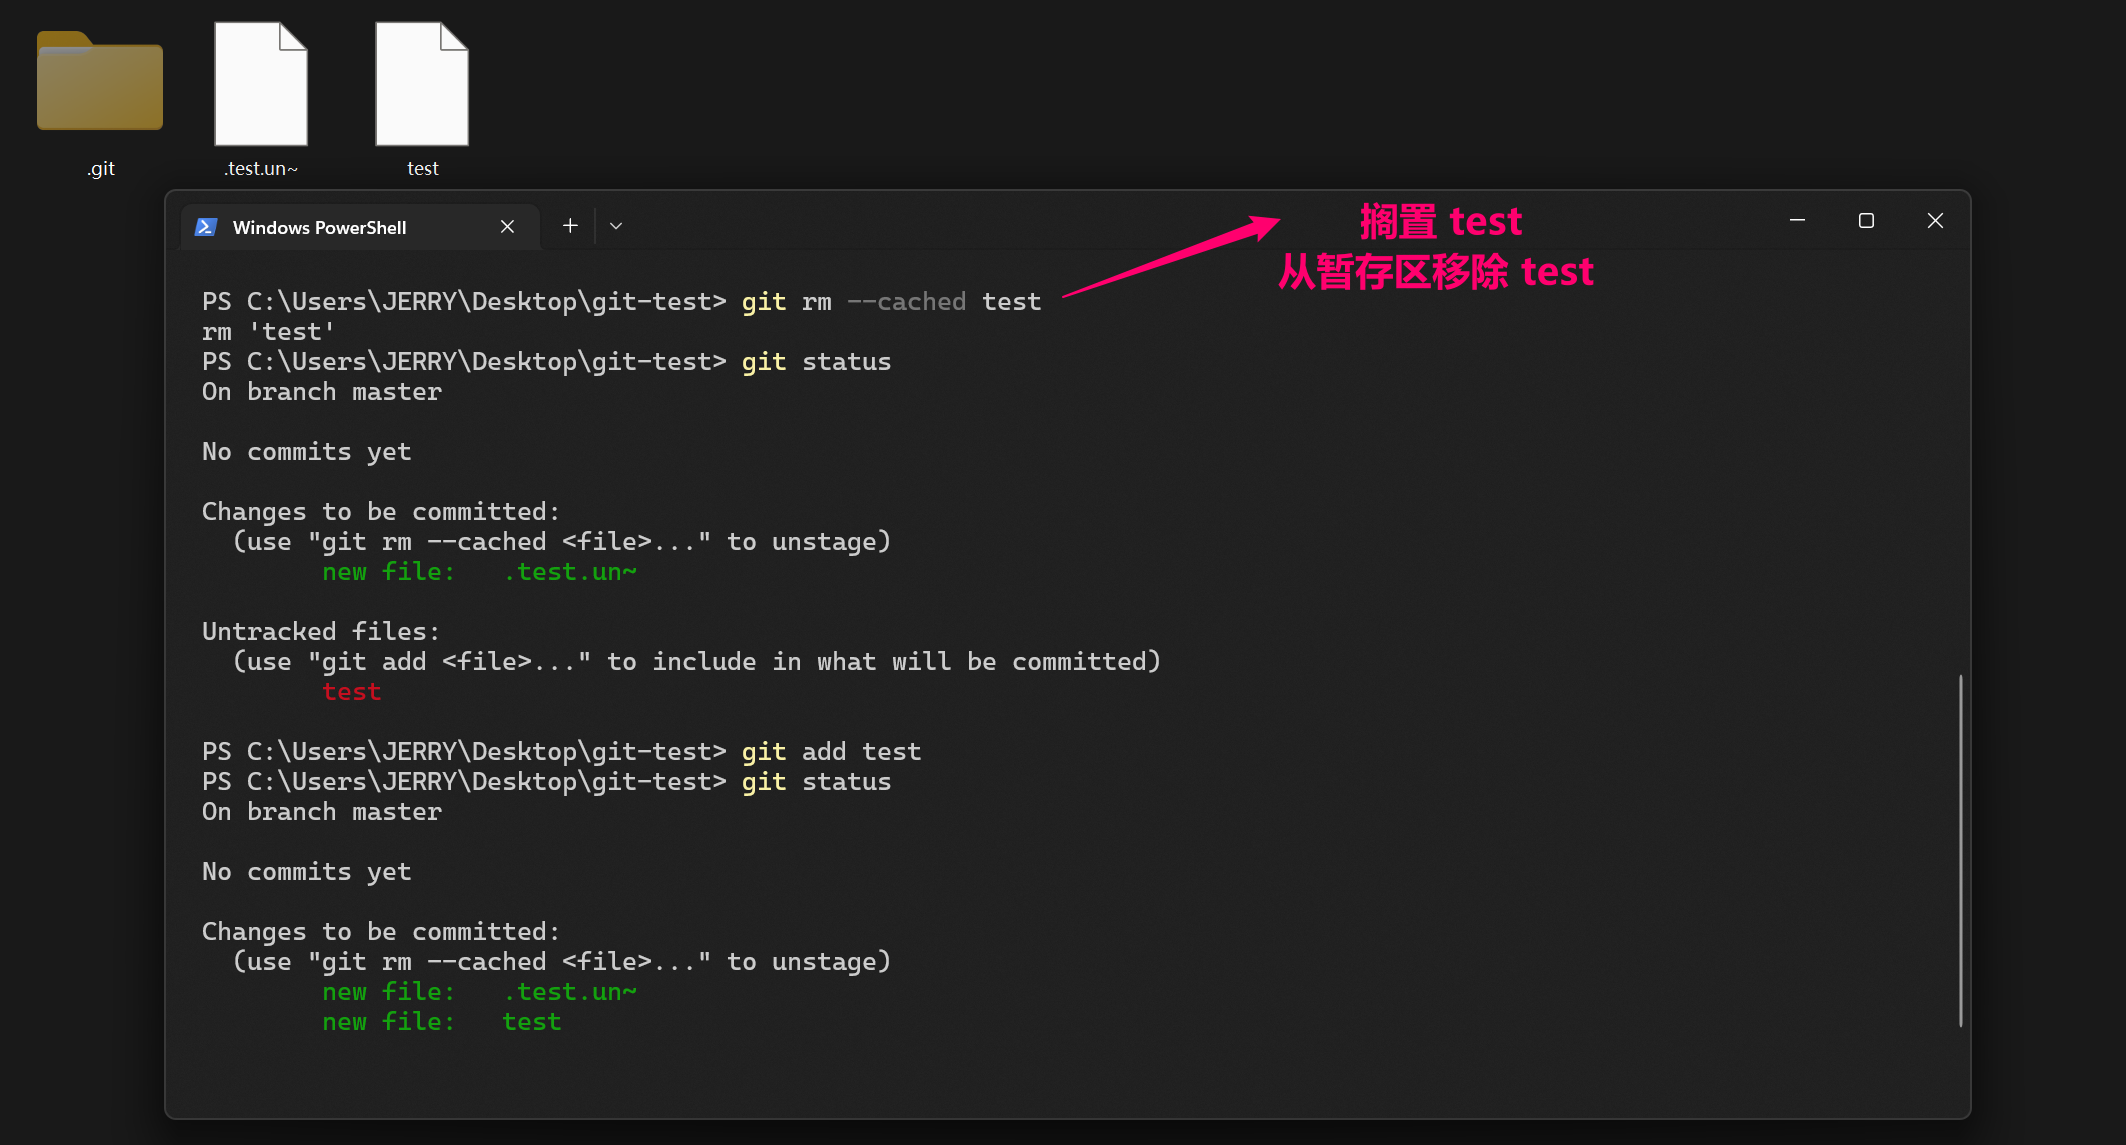 .git
.test.un~
test
Windows PowerShell
搁置 test
从暂存区移除 test
PS C:\Users\JERRY\Desktop\git-test> git rm --cached test
rm 'test'
PS C:\Users\JERRY\Desktop\git-test> git status
On branch master
No commits yet
Changes to be committed:
(use "git rm --cached <file>..." to unstage)
new file:   .test.un~
Untracked files:
(use "git add <file>..." to include in what will be committed)
test
PS C:\Users\JERRY\Desktop\git-test> git add test
PS C:\Users\JERRY\Desktop\git-test> git status
On branch master
No commits yet
Changes to be committed:
(use "git rm --cached <file>..." to unstage)
new file:   .test.un~
new file:   test